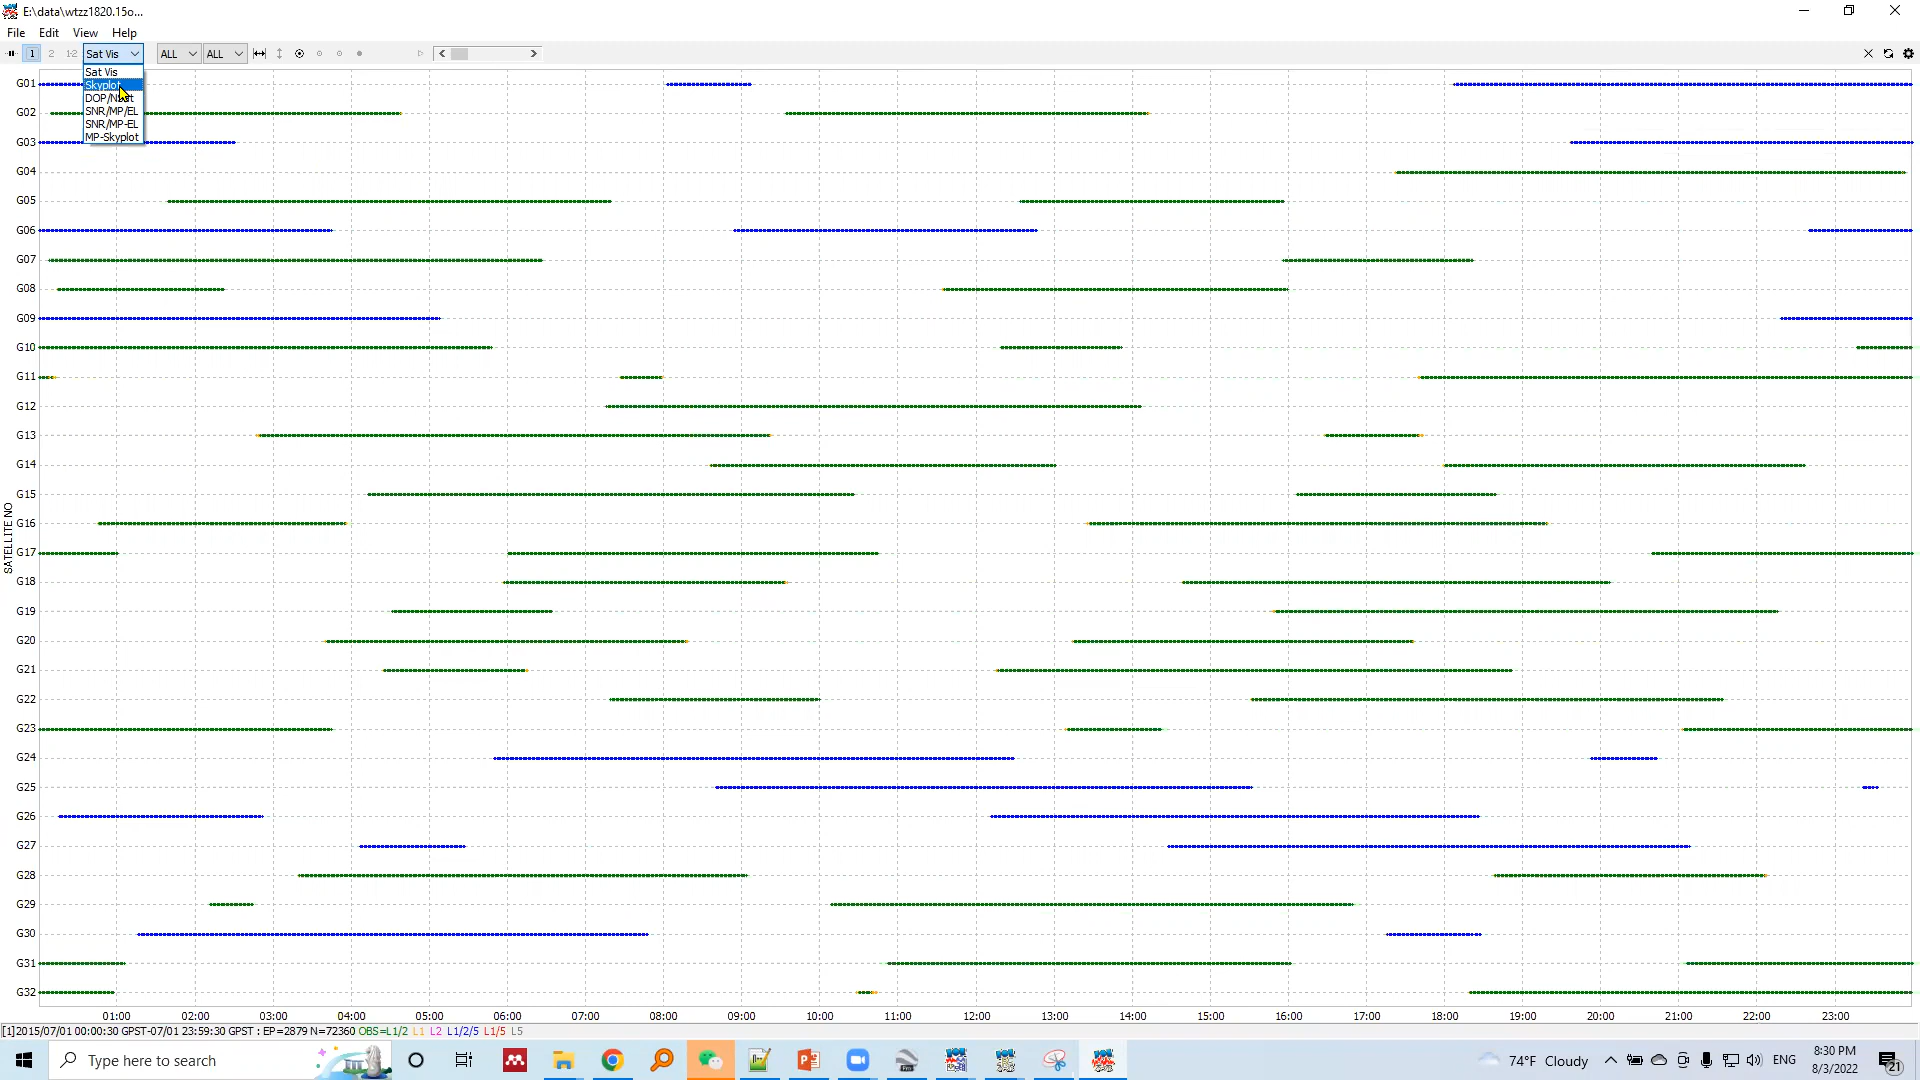 E:\data\wtzz1820.15o...
File Edit View Help
1 2 1-2 Sat Vis ALL ALL
Sat Vis
Skyplot
SNR/MP/EL
SNR/MP-EL
MP-Skyplot
G01
G02
G03
G04
G05
G06
G07
G08
G09
G10
G11
G12
G13
G14
G15
G16
G17
G18
G19
G20
G21
G22
G23
G24
G25
G26
G27
G28
G29
G30
G31
G32
SATELLITE NO
01:00 02:00 03:00 04:00 05:00 06:00 07:00 08:00 09:00 10:00 11:00 12:00 13:00 14:00 15:00 16:00 17:00 18:00 19:00 20:00 21:00 22:00 23:00
[1]2015/07/01 00:00:30 GPST-07/01 23:59:30 GPST : EP=2879 N=72360 OBS=L1/2 L1 L2 L1/2/5 L1/5 L5
Type here to search
74°F Cloudy
ENG
8:30 PM
8/3/2022
21